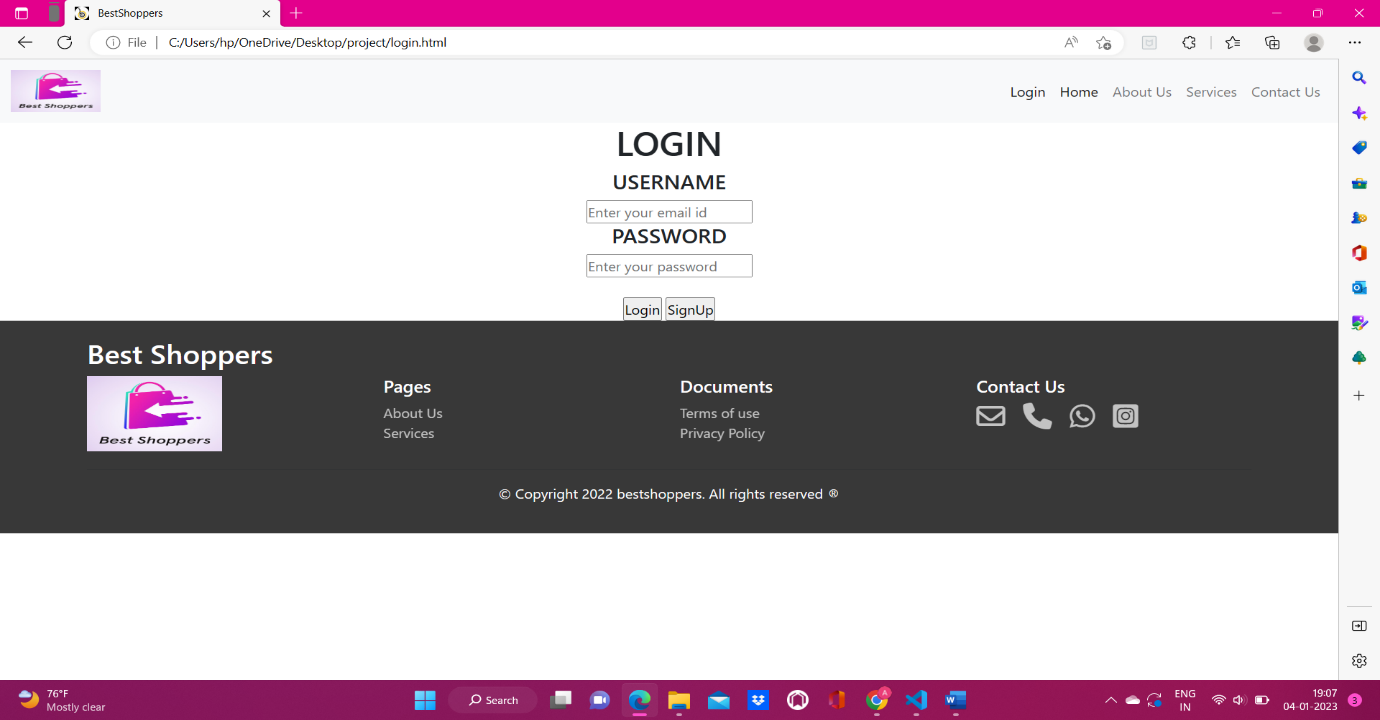 BestShoppers
File | C:/Users/hp/OneDrive/Desktop/project/login.html
Best Shoppers
Login Home About Us Services Contact Us
LOGIN
USERNAME
Enter your email id
PASSWORD
Enter your password
Login SignUp
Best Shoppers
Best Shoppers
Pages
About Us
Services
Documents
Terms of use
Privacy Policy
Contact Us
© Copyright 2022 bestshoppers. All rights reserved ®
76°F
Mostly clear
Search
A
ENG
IN
19:07
04-01-2023
3